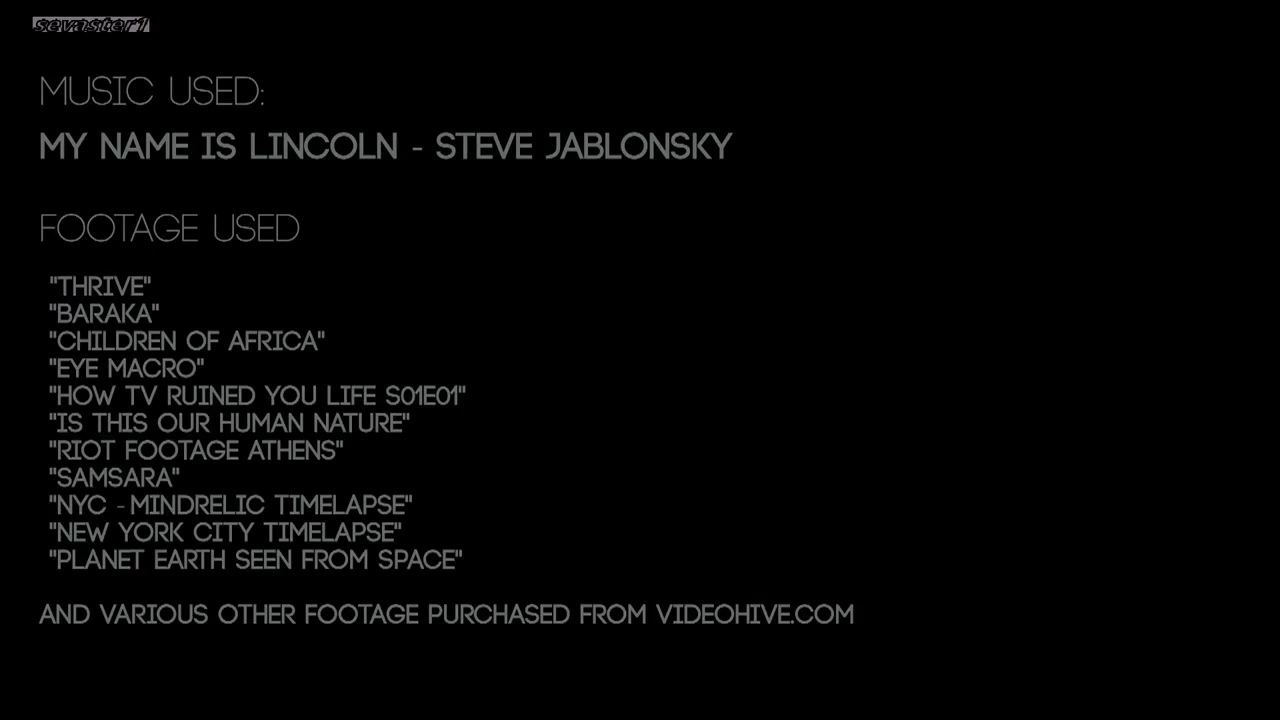 sevaster1
MUSIC USED:
MY NAME IS LINCOLN - STEVE JABLONSKY
FOOTAGE USED
"THRIVE"
"BARAKA"
"CHILDREN OF AFRICA"
"EYE MACRO"
"HOW TV RUINED YOU LIFE S01E01"
"IS THIS OUR HUMAN NATURE"
"RIOT FOOTAGE ATHENS"
"SAMSARA"
"NYC - MINDRELIC TIMELAPSE"
"NEW YORK CITY TIMELAPSE"
"PLANET EARTH SEEN FROM SPACE"
AND VARIOUS OTHER FOOTAGE PURCHASED FROM VIDEOHIVE.COM